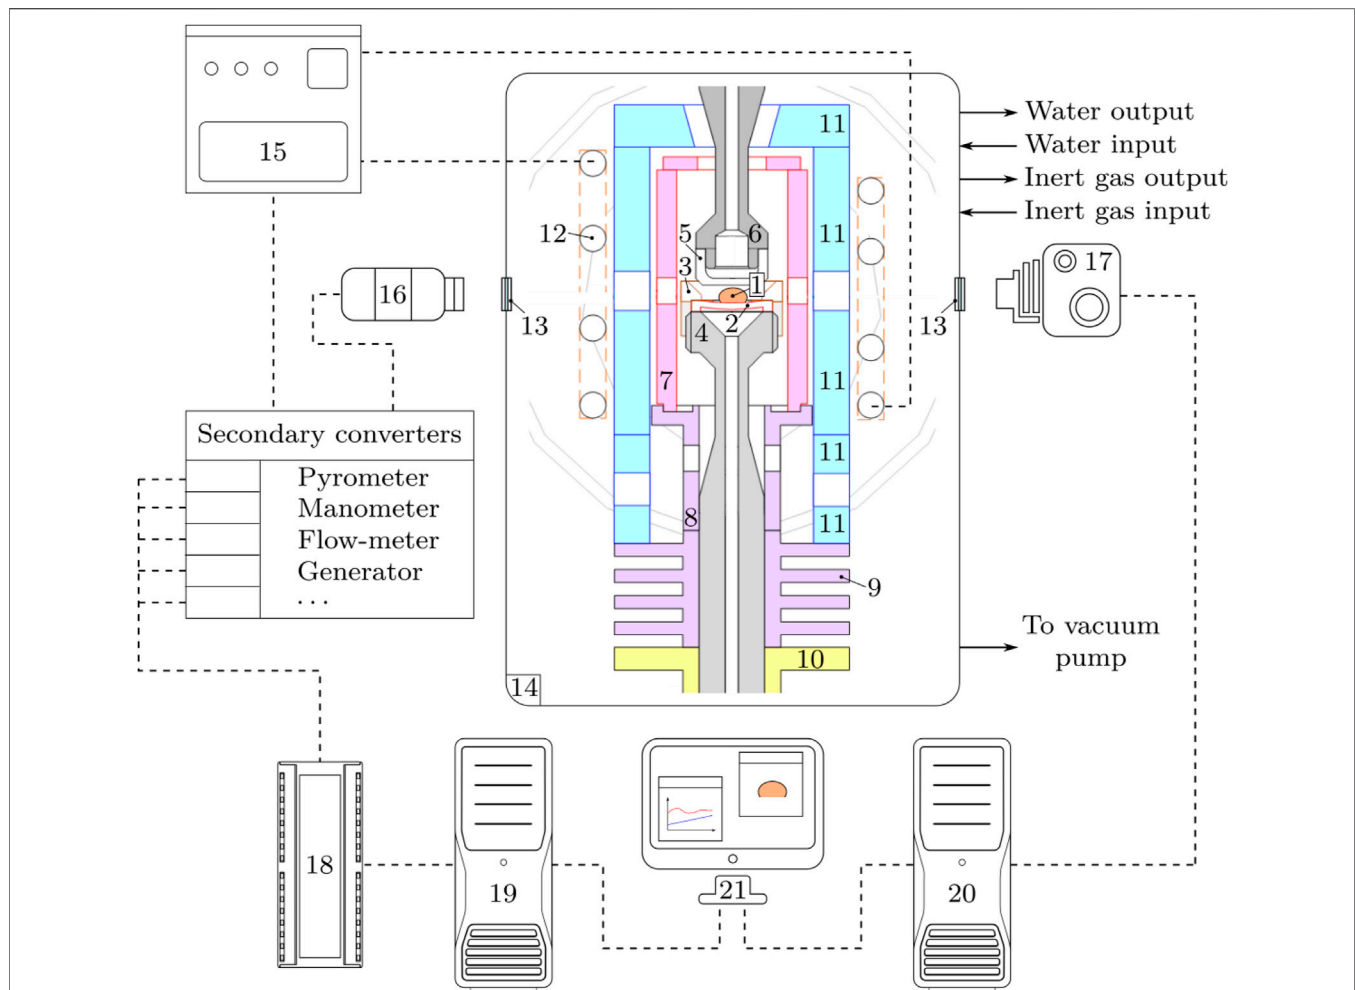 15
11
Water output
Water input
Inert gas output
Inert gas input
12
5
6
11
3
1
17
16
13
4
2
13
7
11
Secondary converters
Pyrometer
Manometer
Flow-meter
Generator
...
11
8
11
9
10
To vacuum
pump
14
18
19
21
20